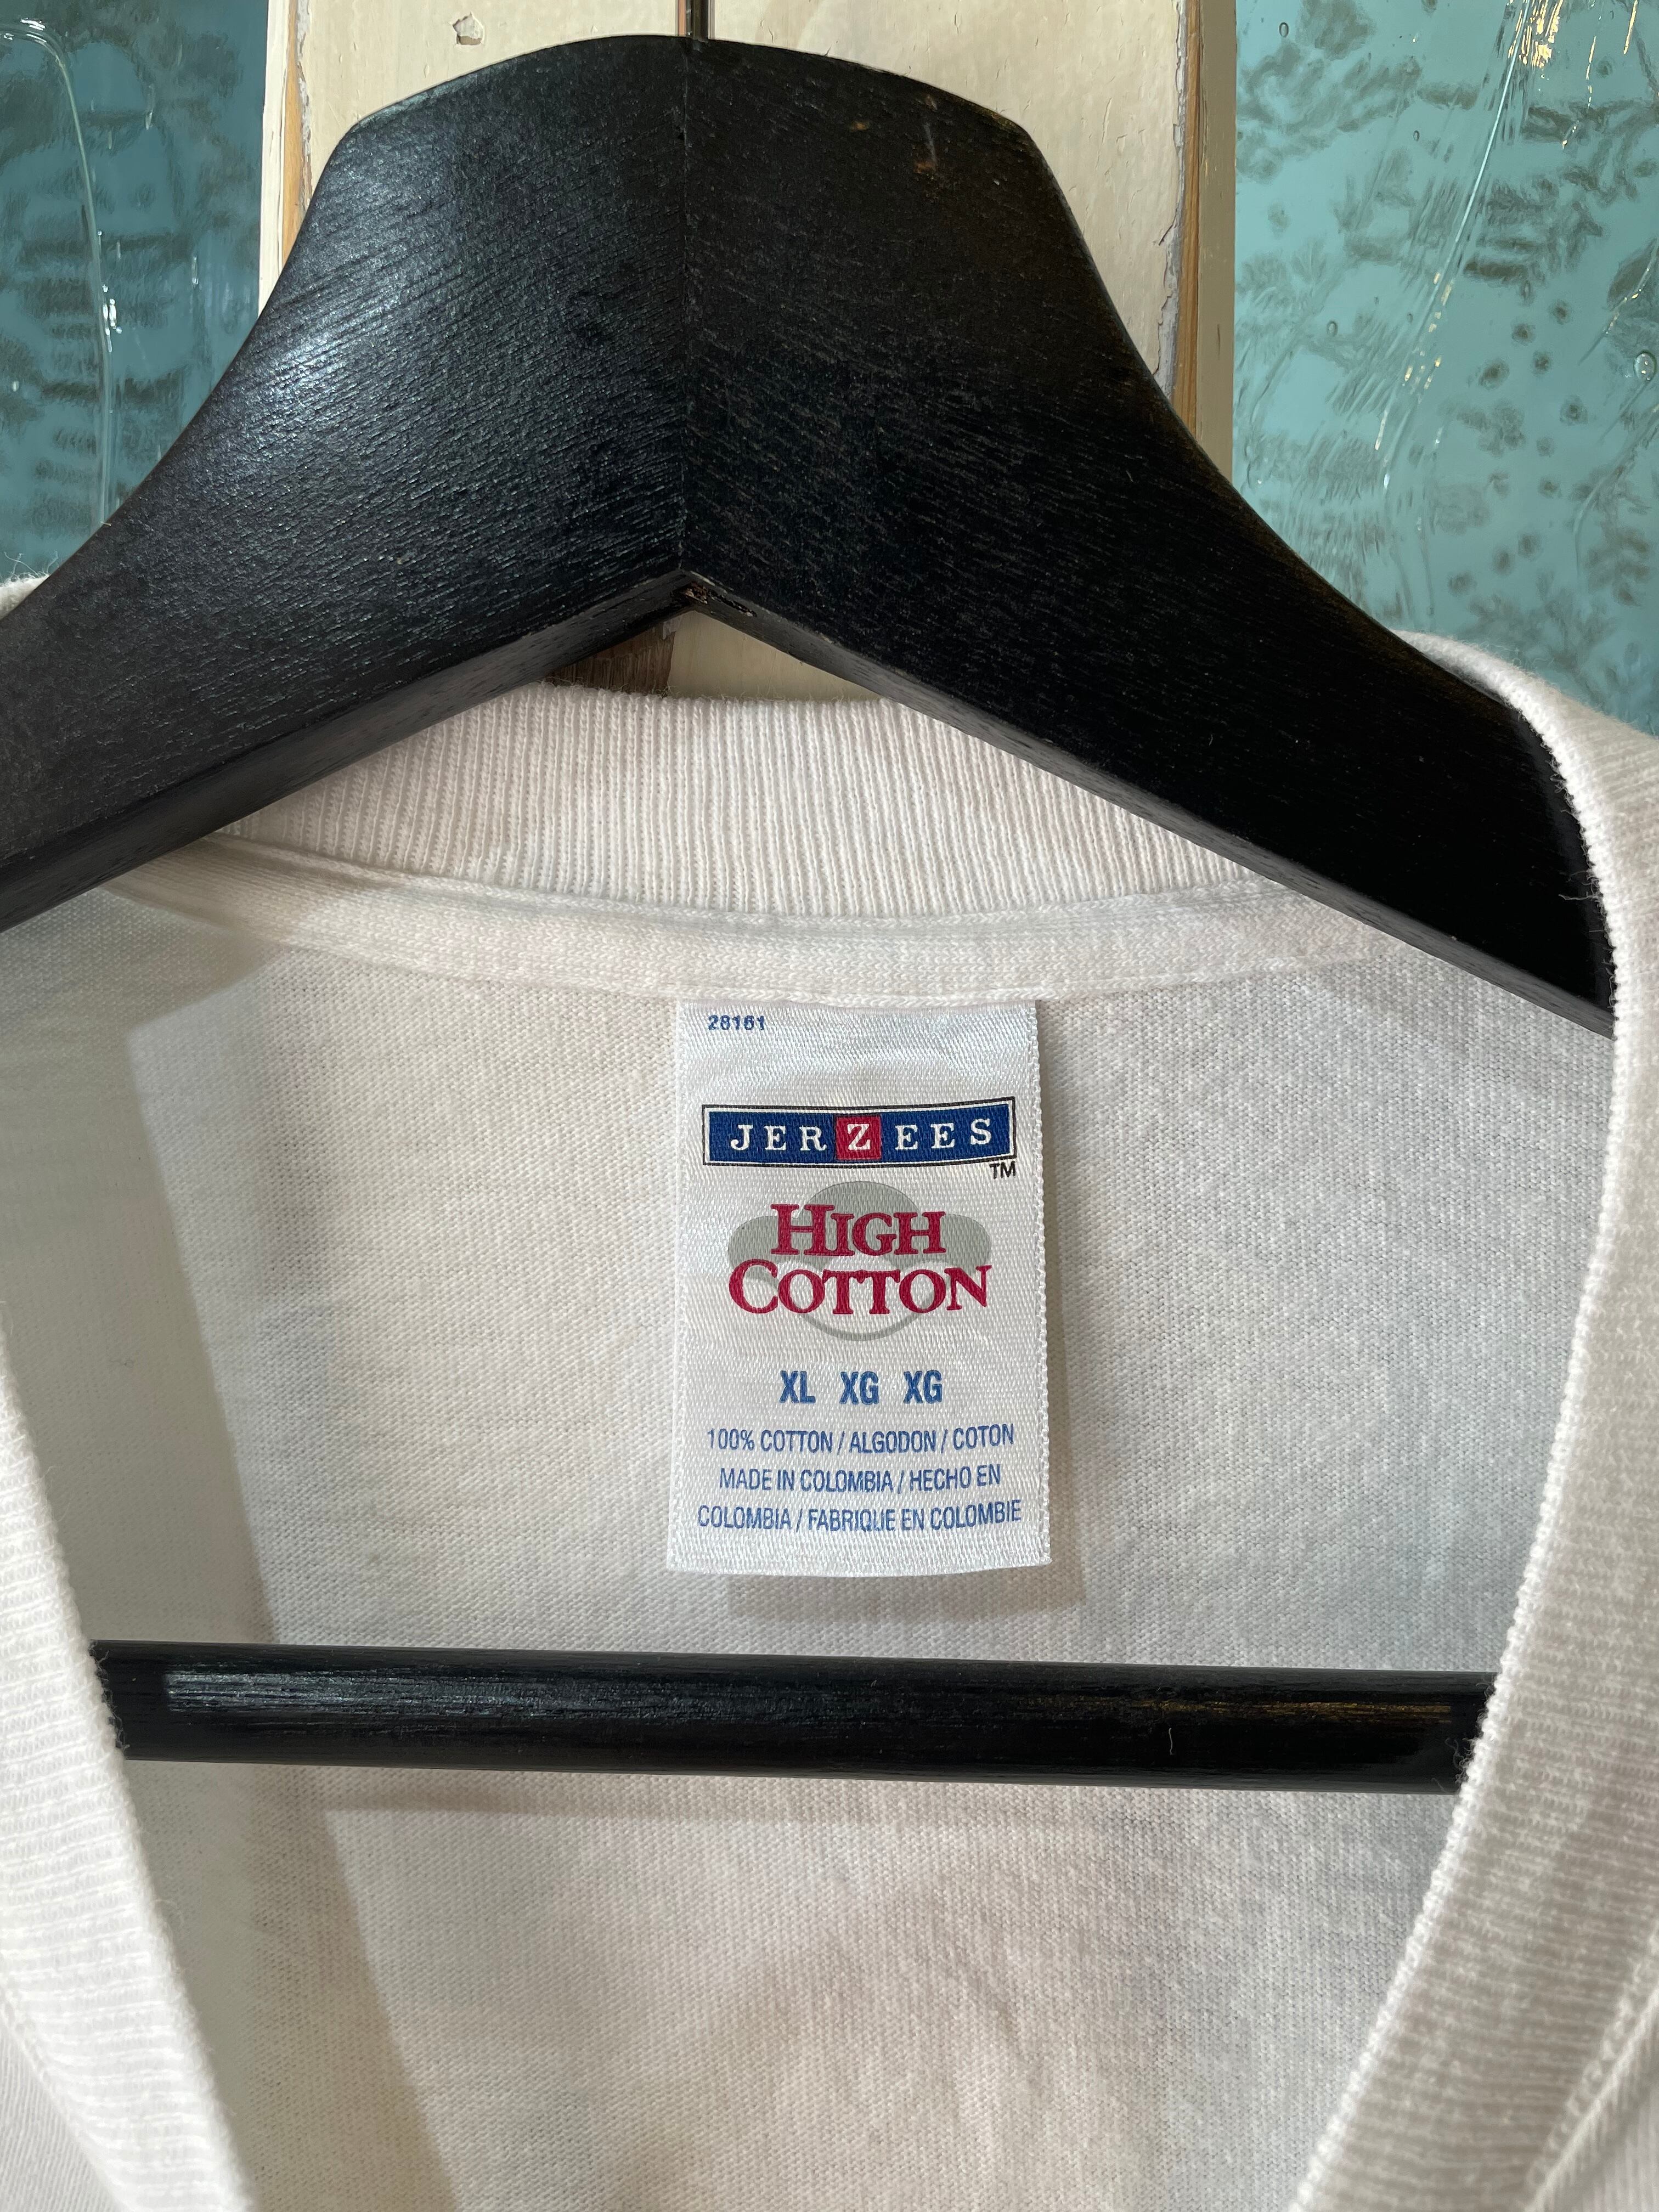 28161
JERZEES
TM
HIGH
COTTON
XL XG XG
100% COTTON / ALGODON / COTON
MADE IN COLOMBIA / HECHO EN
COLOMBIA / FABRIQUE EN COLOMBIE